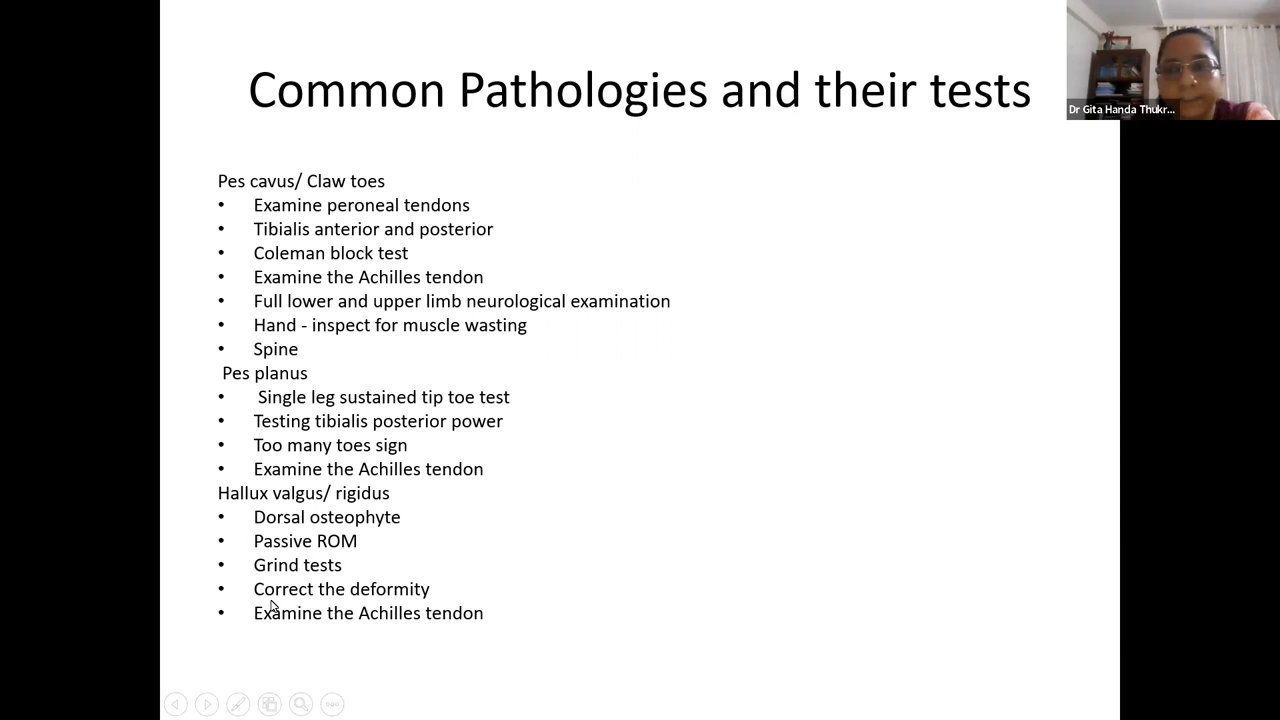 Common Pathologies and their tests
Dr Gita Handa Thukr...
Pes cavus/ Claw toes
• Examine peroneal tendons
• Tibialis anterior and posterior
• Coleman block test
• Examine the Achilles tendon
• Full lower and upper limb neurological examination
• Hand - inspect for muscle wasting
• Spine
Pes planus
• Single leg sustained tip toe test
• Testing tibialis posterior power
• Too many toes sign
• Examine the Achilles tendon
Hallux valgus/ rigidus
• Dorsal osteophyte
• Passive ROM
• Grind tests
• Correct the deformity
• Examine the Achilles tendon